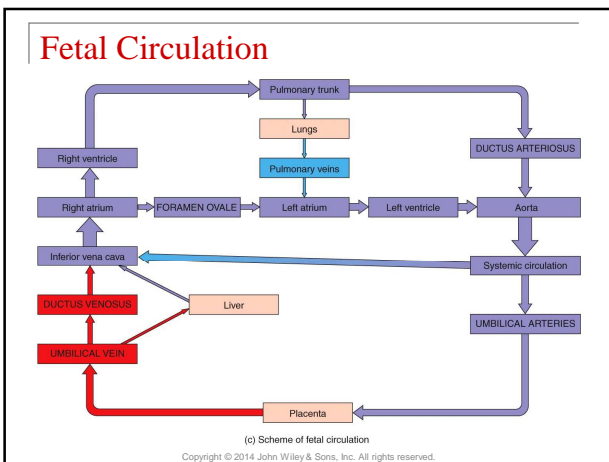 Fetal Circulation
Pulmonary trunk
Lungs
DUCTUS ARTERIOSUS
Right ventricle
Pulmonary veins
Right atrium
FORAMEN OVALE
Left atrium
Left ventricle
Aorta
Inferior vena cava
Systemic circulation
DUCTUS VENOSUS
Liver
UMBILICAL ARTERIES
UMBILICAL VEIN
Placenta
(c) Scheme of fetal circulation
Copyright © 2014 John Wiley & Sons, Inc. All rights reserved.